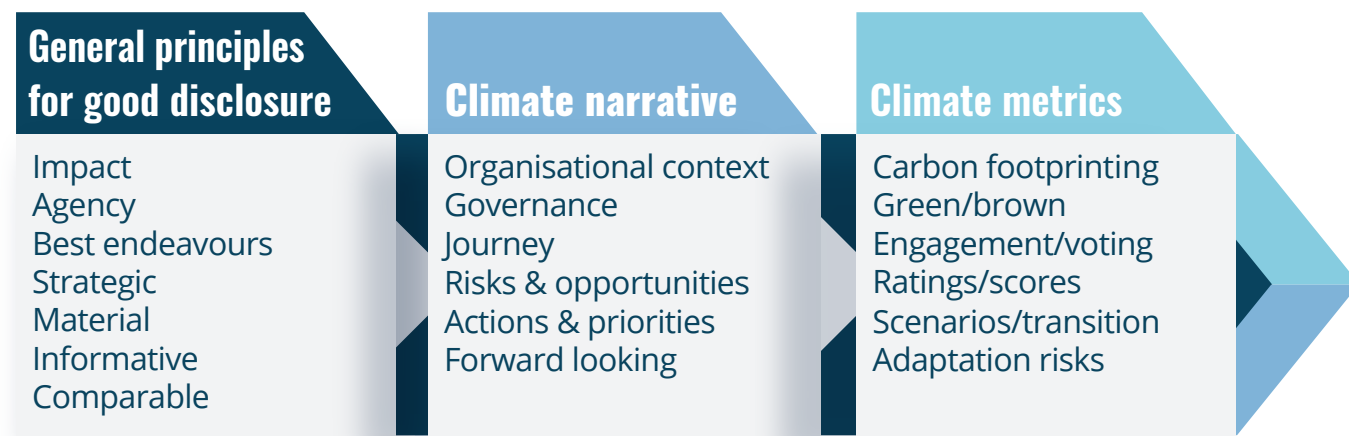 General principles
for good disclosure
Impact
Agency
Best endeavours
Strategic
Material
Informative
Comparable
Climate narrative
Organisational context
Governance
Journey
Risks & opportunities
Actions & priorities
Forward looking
Climate metrics
Carbon footprinting
Green/brown
Engagement/voting
Ratings/scores
Scenarios/transition
Adaptation risks